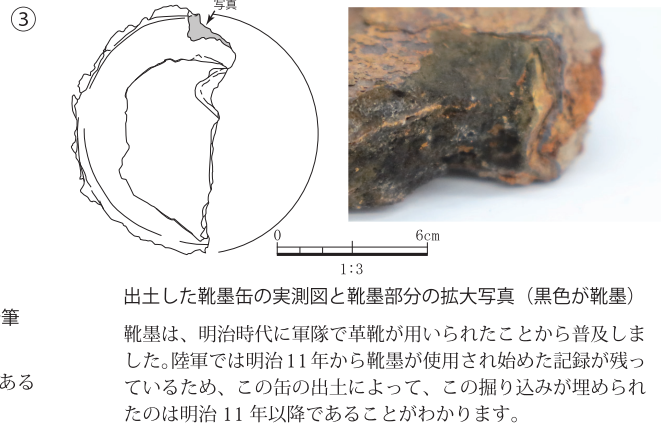 ③
写真
0 6cm
1:3
出土した靴墨缶の実測図と靴墨部分の拡大写真（黒色が靴墨）
筆
ある
靴墨は、明治時代に軍隊で革靴が用いられたことから普及しま
した。陸軍では明治11年から靴墨が使用され始めた記録が残っ
ているため、この缶の出土によって、この掘り込みが埋められ
たのは明治 11 年以降であることがわかります。